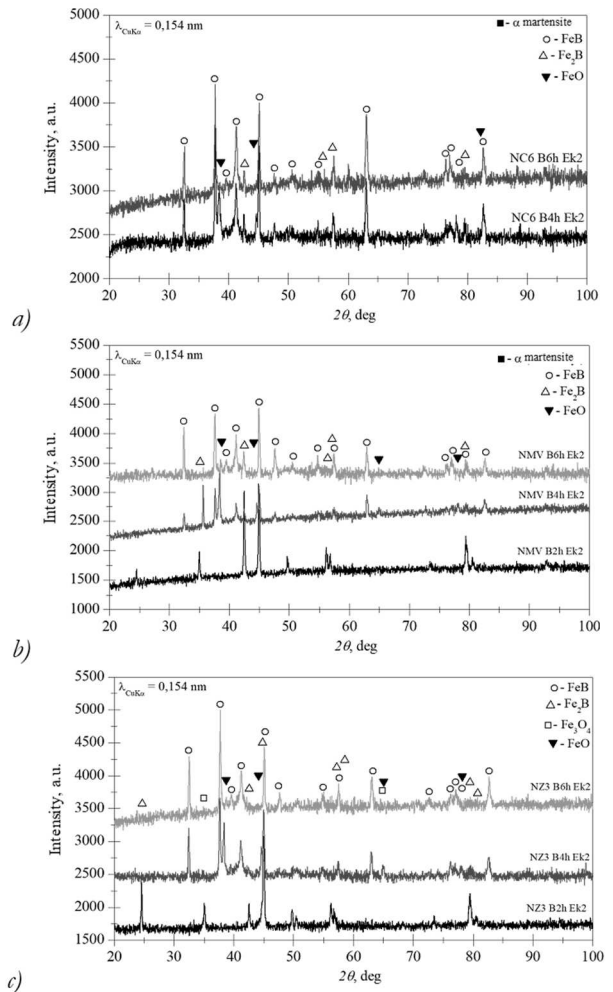 λCuKα = 0,154 nm
■- α martensite
○ - FeB
△ - Fe2B
▼ - FeO
NC6 B6h Ek2
NC6 B4h Ek2
5000
4500
4000
3500
3000
2500
2000
Intensity, a.u.
20 30 40 50 60 70 80 90 100
2θ, deg
a)
λCuKα = 0,154 nm
■ - α martensite
○ - FeB
△ - Fe2B
▼ - FeO
NMV B6h Ek2
NMV B4h Ek2
NMV B2h Ek2
5500
5000
4500
4000
3500
3000
2500
2000
1500
1000
Intensity, a.u.
20 30 40 50 60 70 80 90 100
2θ, deg
b)
λCuKα = 0,154 nm
○ - FeB
△ - Fe2B
□ - Fe3O4
▼ - FeO
NZ3 B6h Ek2
NZ3 B4h Ek2
NZ3 B2h Ek2
5500
5000
4500
4000
3500
3000
2500
2000
1500
Intensity, a.u.
20 30 40 50 60 70 80 90 100
2θ, deg
c)